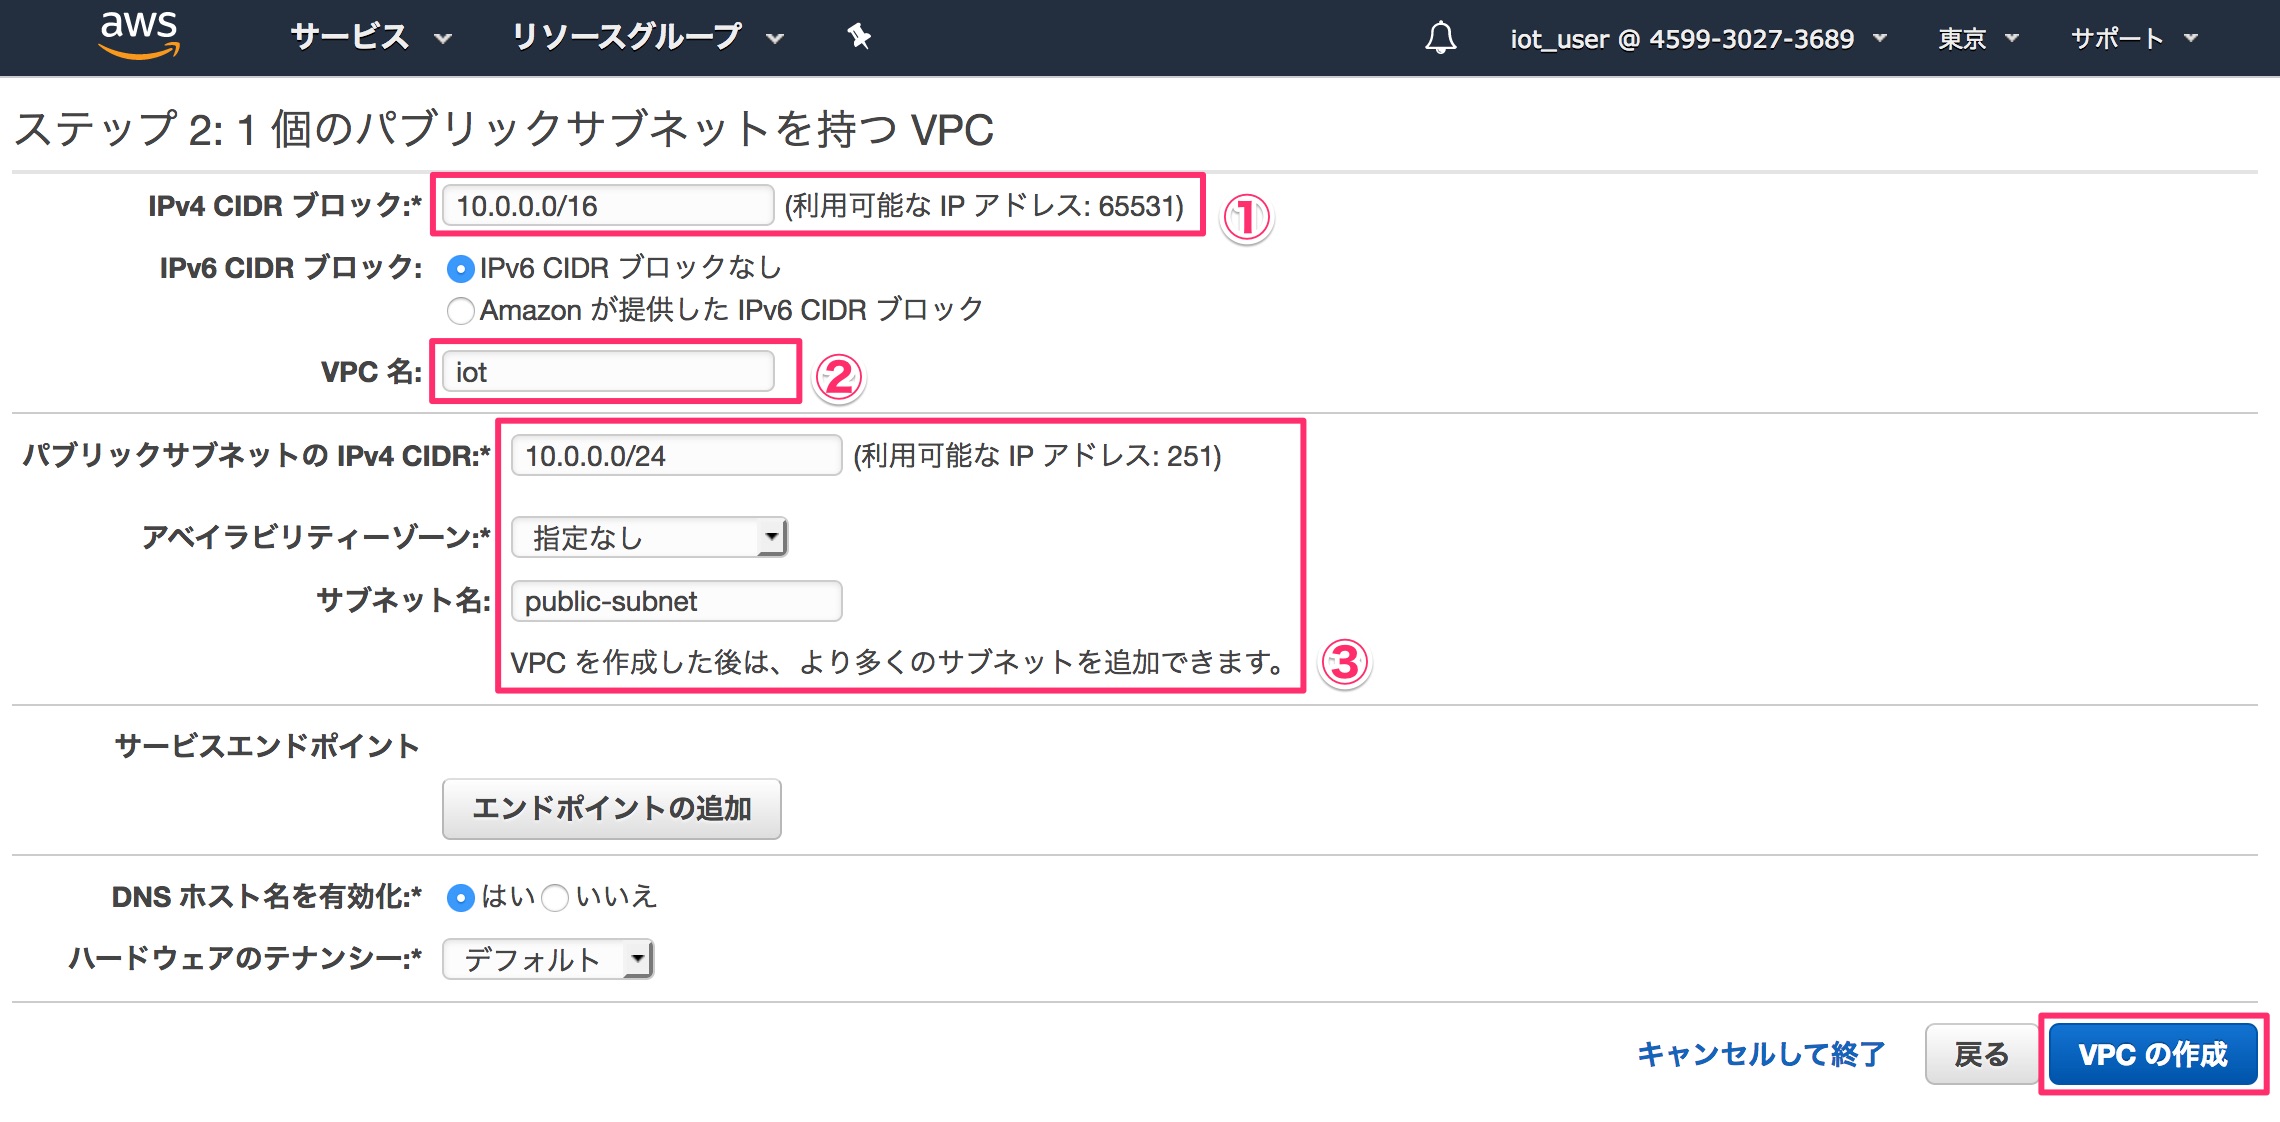 aws サービス リソースグループ iot_user @ 4599-3027-3689 東京 サポート
ステップ 2: 1 個のパブリックサブネットを持つ VPC
IPv4 CIDR ブロック:* 10.0.0.0/16 (利用可能な IP アドレス: 65531) ①
IPv6 CIDR ブロック: IPv6 CIDR ブロックなし
Amazon が提供した IPv6 CIDR ブロック
VPC 名: iot ②
パブリックサブネットの IPv4 CIDR:* 10.0.0.0/24 (利用可能な IP アドレス: 251)
アベイラビリティーゾーン:* 指定なし
サブネット名: public-subnet
VPC を作成した後は、より多くのサブネットを追加できます。 ③
サービスエンドポイント
エンドポイントの追加
DNS ホスト名を有効化:* はい いいえ
ハードウェアのテナンシー:* デフォルト
キャンセルして終了 戻る VPC の作成